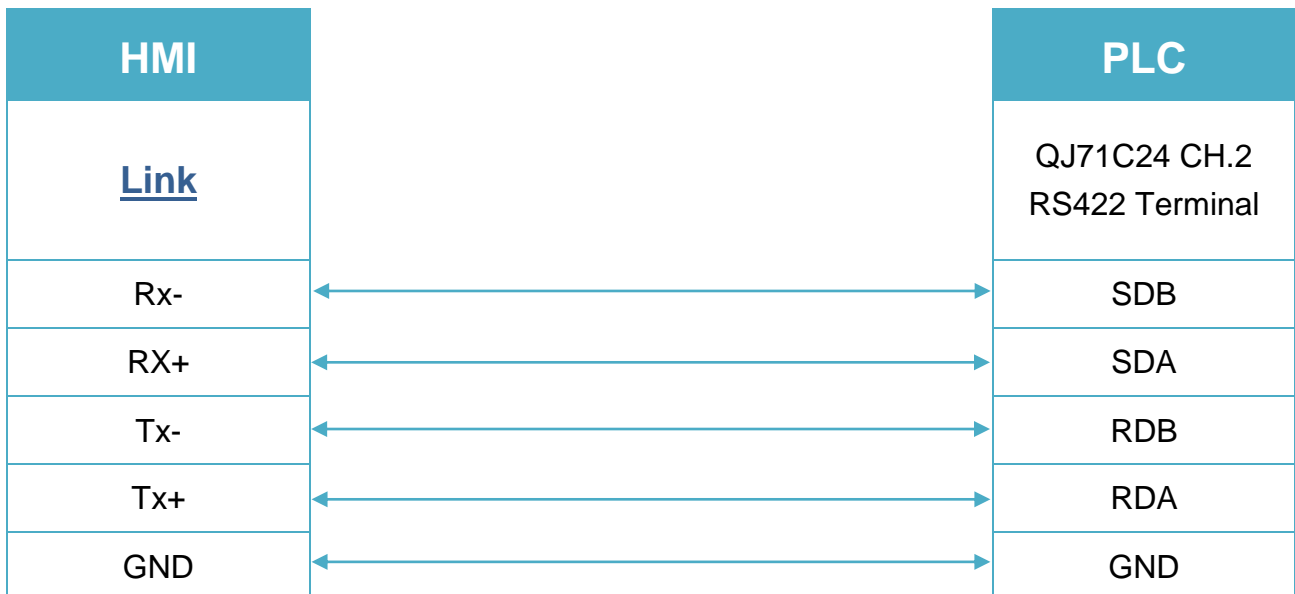 HMI
PLC
Link
QJ71C24 CH.2
RS422 Terminal
Rx-
SDB
RX+
SDA
Tx-
RDB
Tx+
RDA
GND
GND